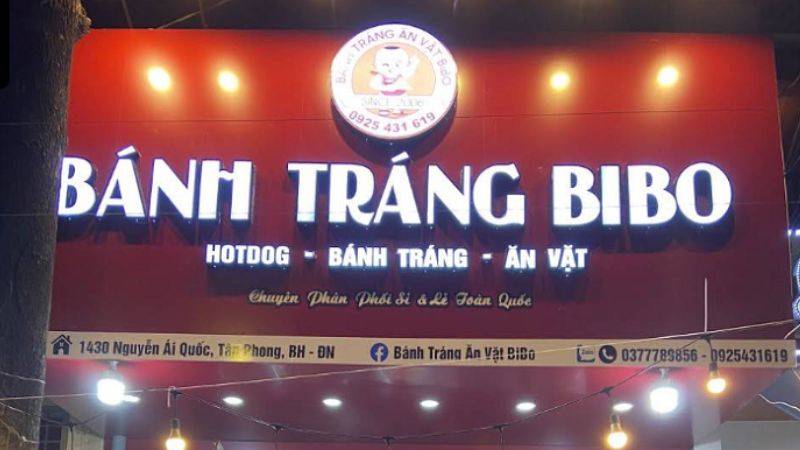 BÁNH TRÁNG ĂN VẶT BIBO
SINCE 2006
0925 431 619
BÁNH TRÁNG BIBO
HOTDOG - BÁNH TRÁNG - ĂN VẶT
Chuyên Phân Phối Sỉ & Lẻ Toàn Quốc
1430 Nguyễn Ái Quốc, Tân Phong, BH - ĐN
Bánh Tráng Ăn Vặt BiBo
Zalo 0377789856 - 0925431619